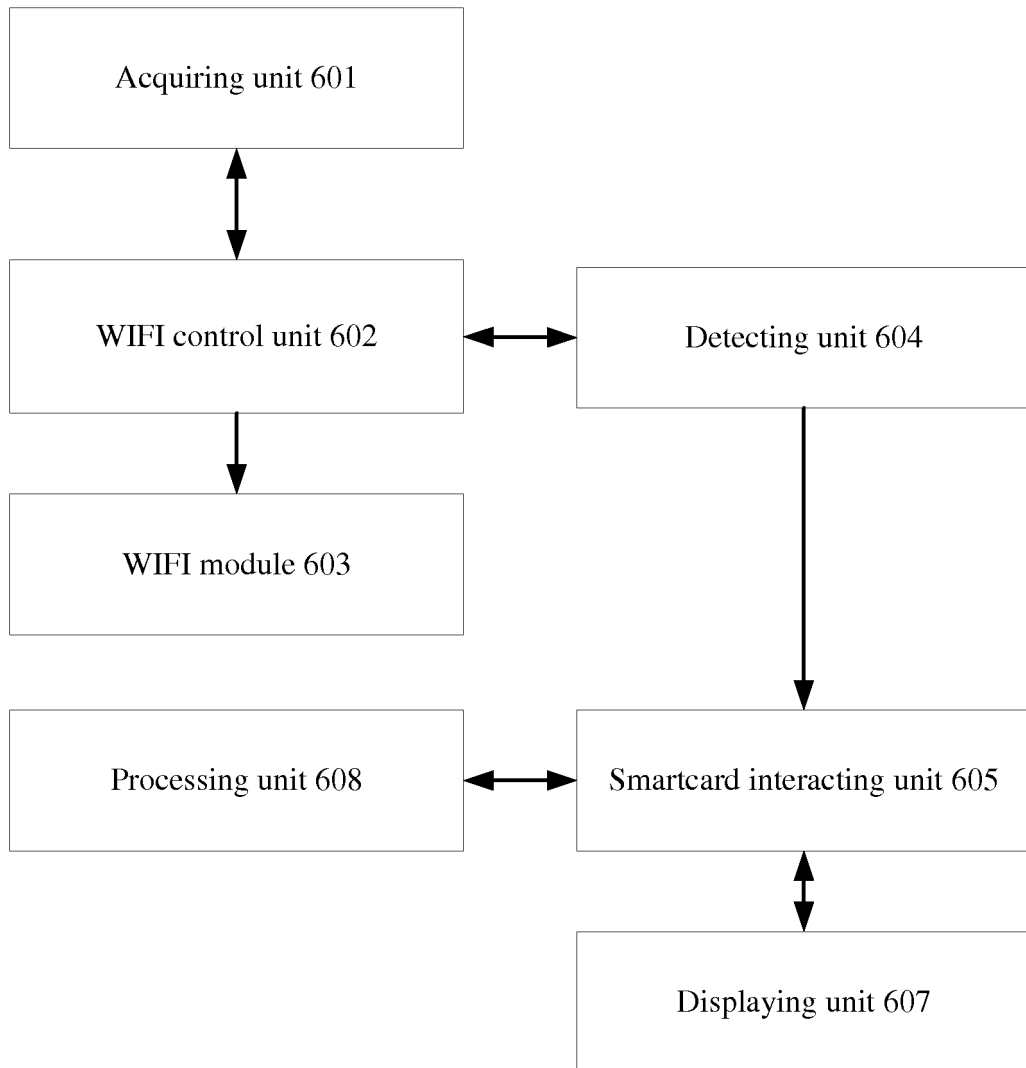 Acquiring unit 601
WIFI control unit 602
Detecting unit 604
WIFI module 603
Processing unit 608
Smartcard interacting unit 605
Displaying unit 607